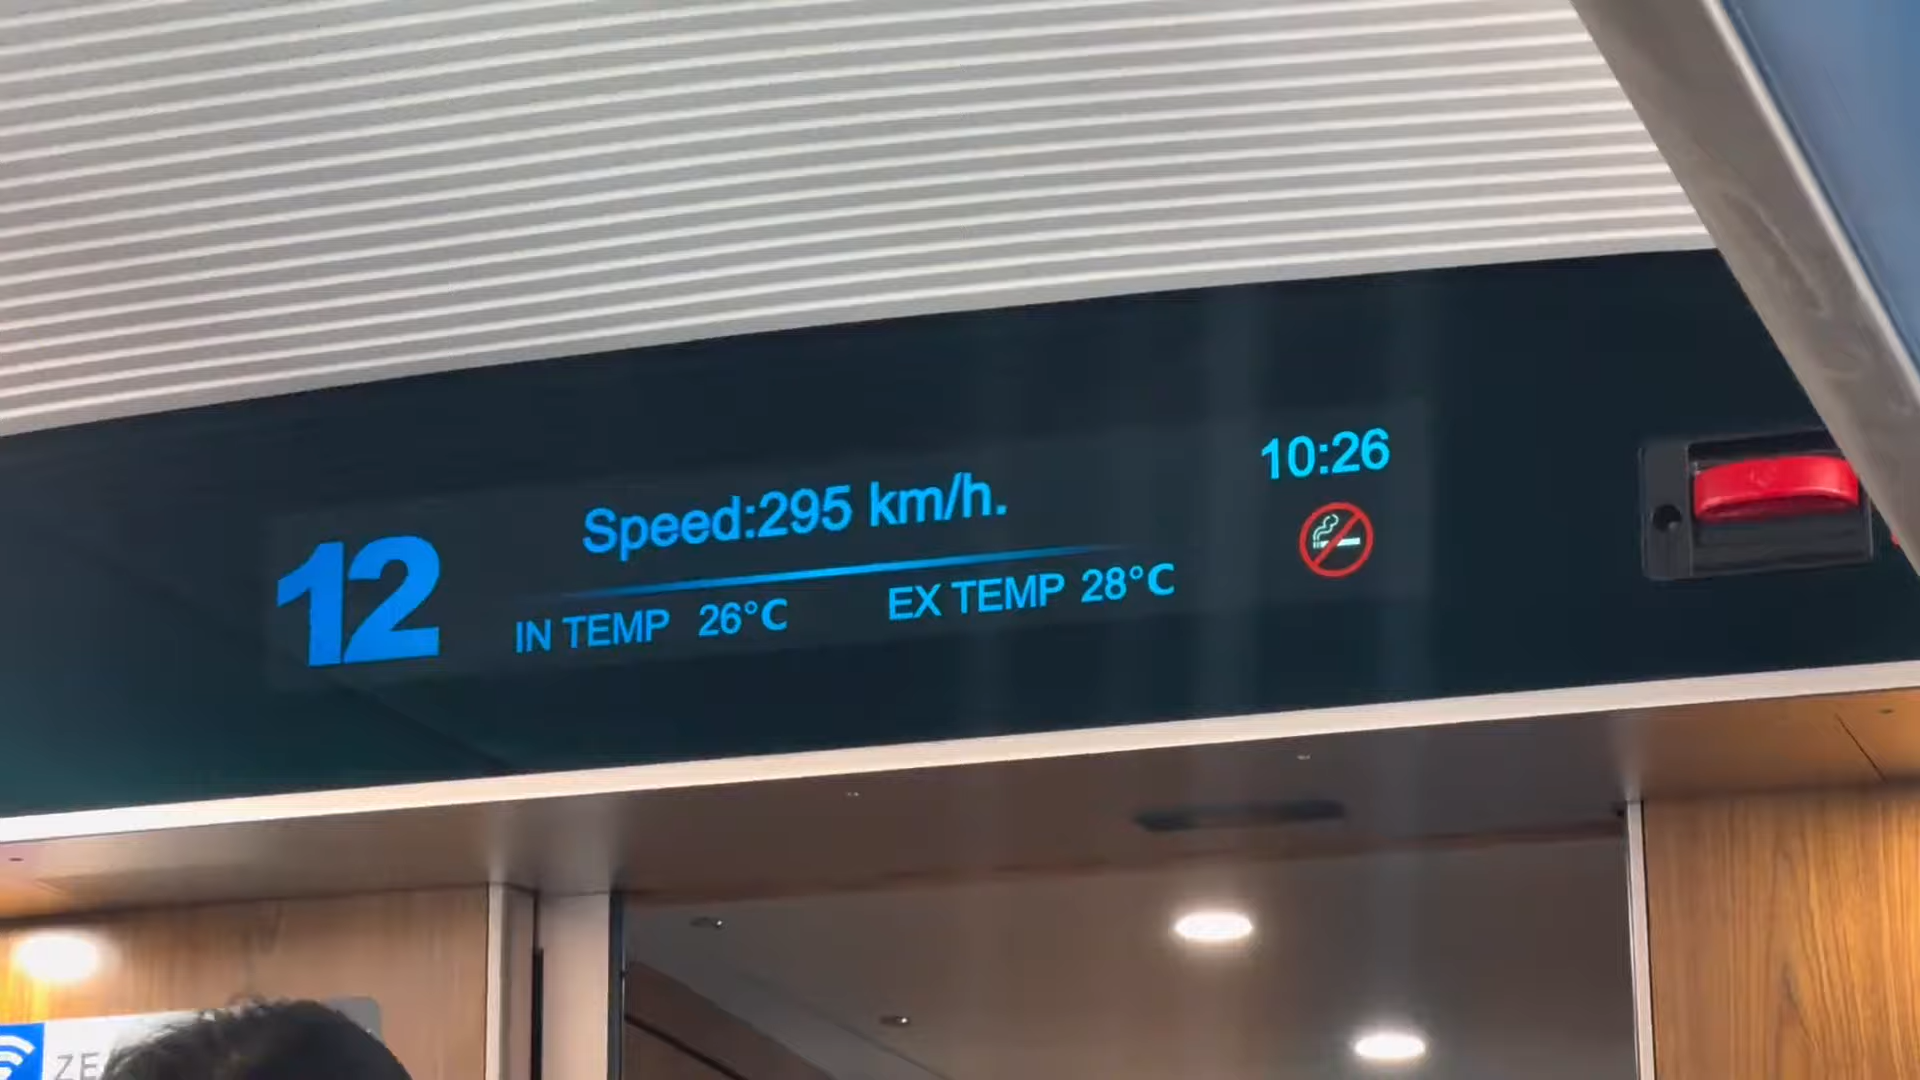 12
Speed:295 km/h.
10:26
IN TEMP 26°C
EX TEMP 28°C